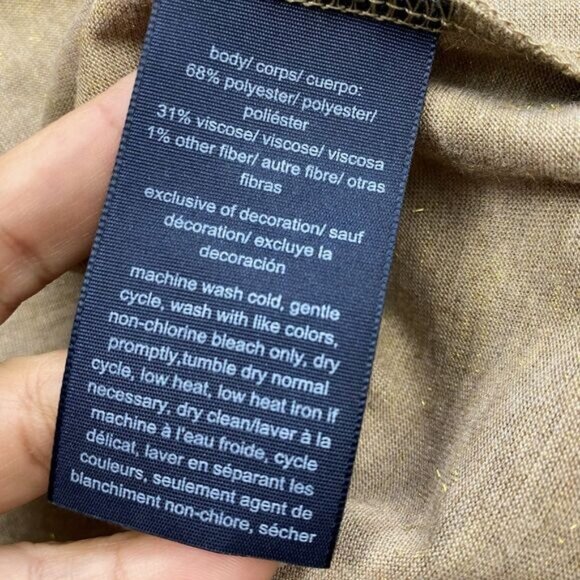 body/ corps/ cuerpo:
68% polyester/ polyester/
poliéster
31% viscose/ viscose/ viscosa
1% other fiber/ autre fibre/ otras
fibras
exclusive of decoration/ sauf
décoration/ excluye la
decoración
machine wash cold, gentle
cycle, wash with like colors,
non-chlorine bleach only, dry
promptly,tumble dry normal
cycle, low heat, low heat iron if
necessary, dry clean/laver à la
machine à l'eau froide, cycle
délicat, laver en séparant les
couleurs, seulement agent de
blanchiment non-chlore, sécher